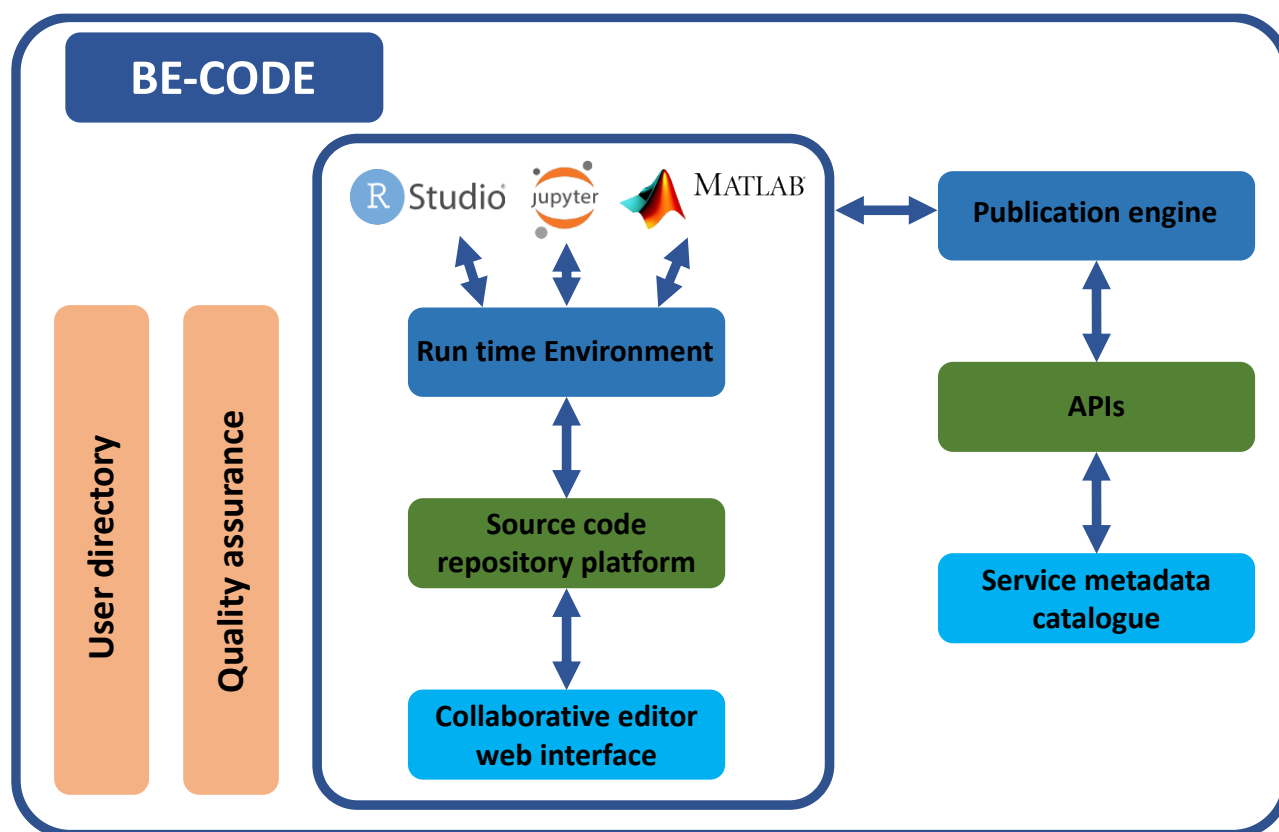 BE-CODE
R Studio®
jupyter
MATLAB®
Publication engine
Run time Environment
APIs
Source code
repository platform
Service metadata
catalogue
Collaborative editor
web interface
User directory
Quality assurance